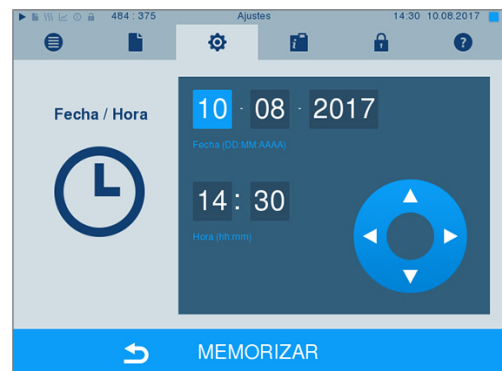 484 : 375 Ajustes 14:30 10.08.2017
Fecha / Hora
10 . 08 . 2017
Fecha (DD:MM:AAAA)
14 : 30
Hora (hh:mm)
MEMORIZAR